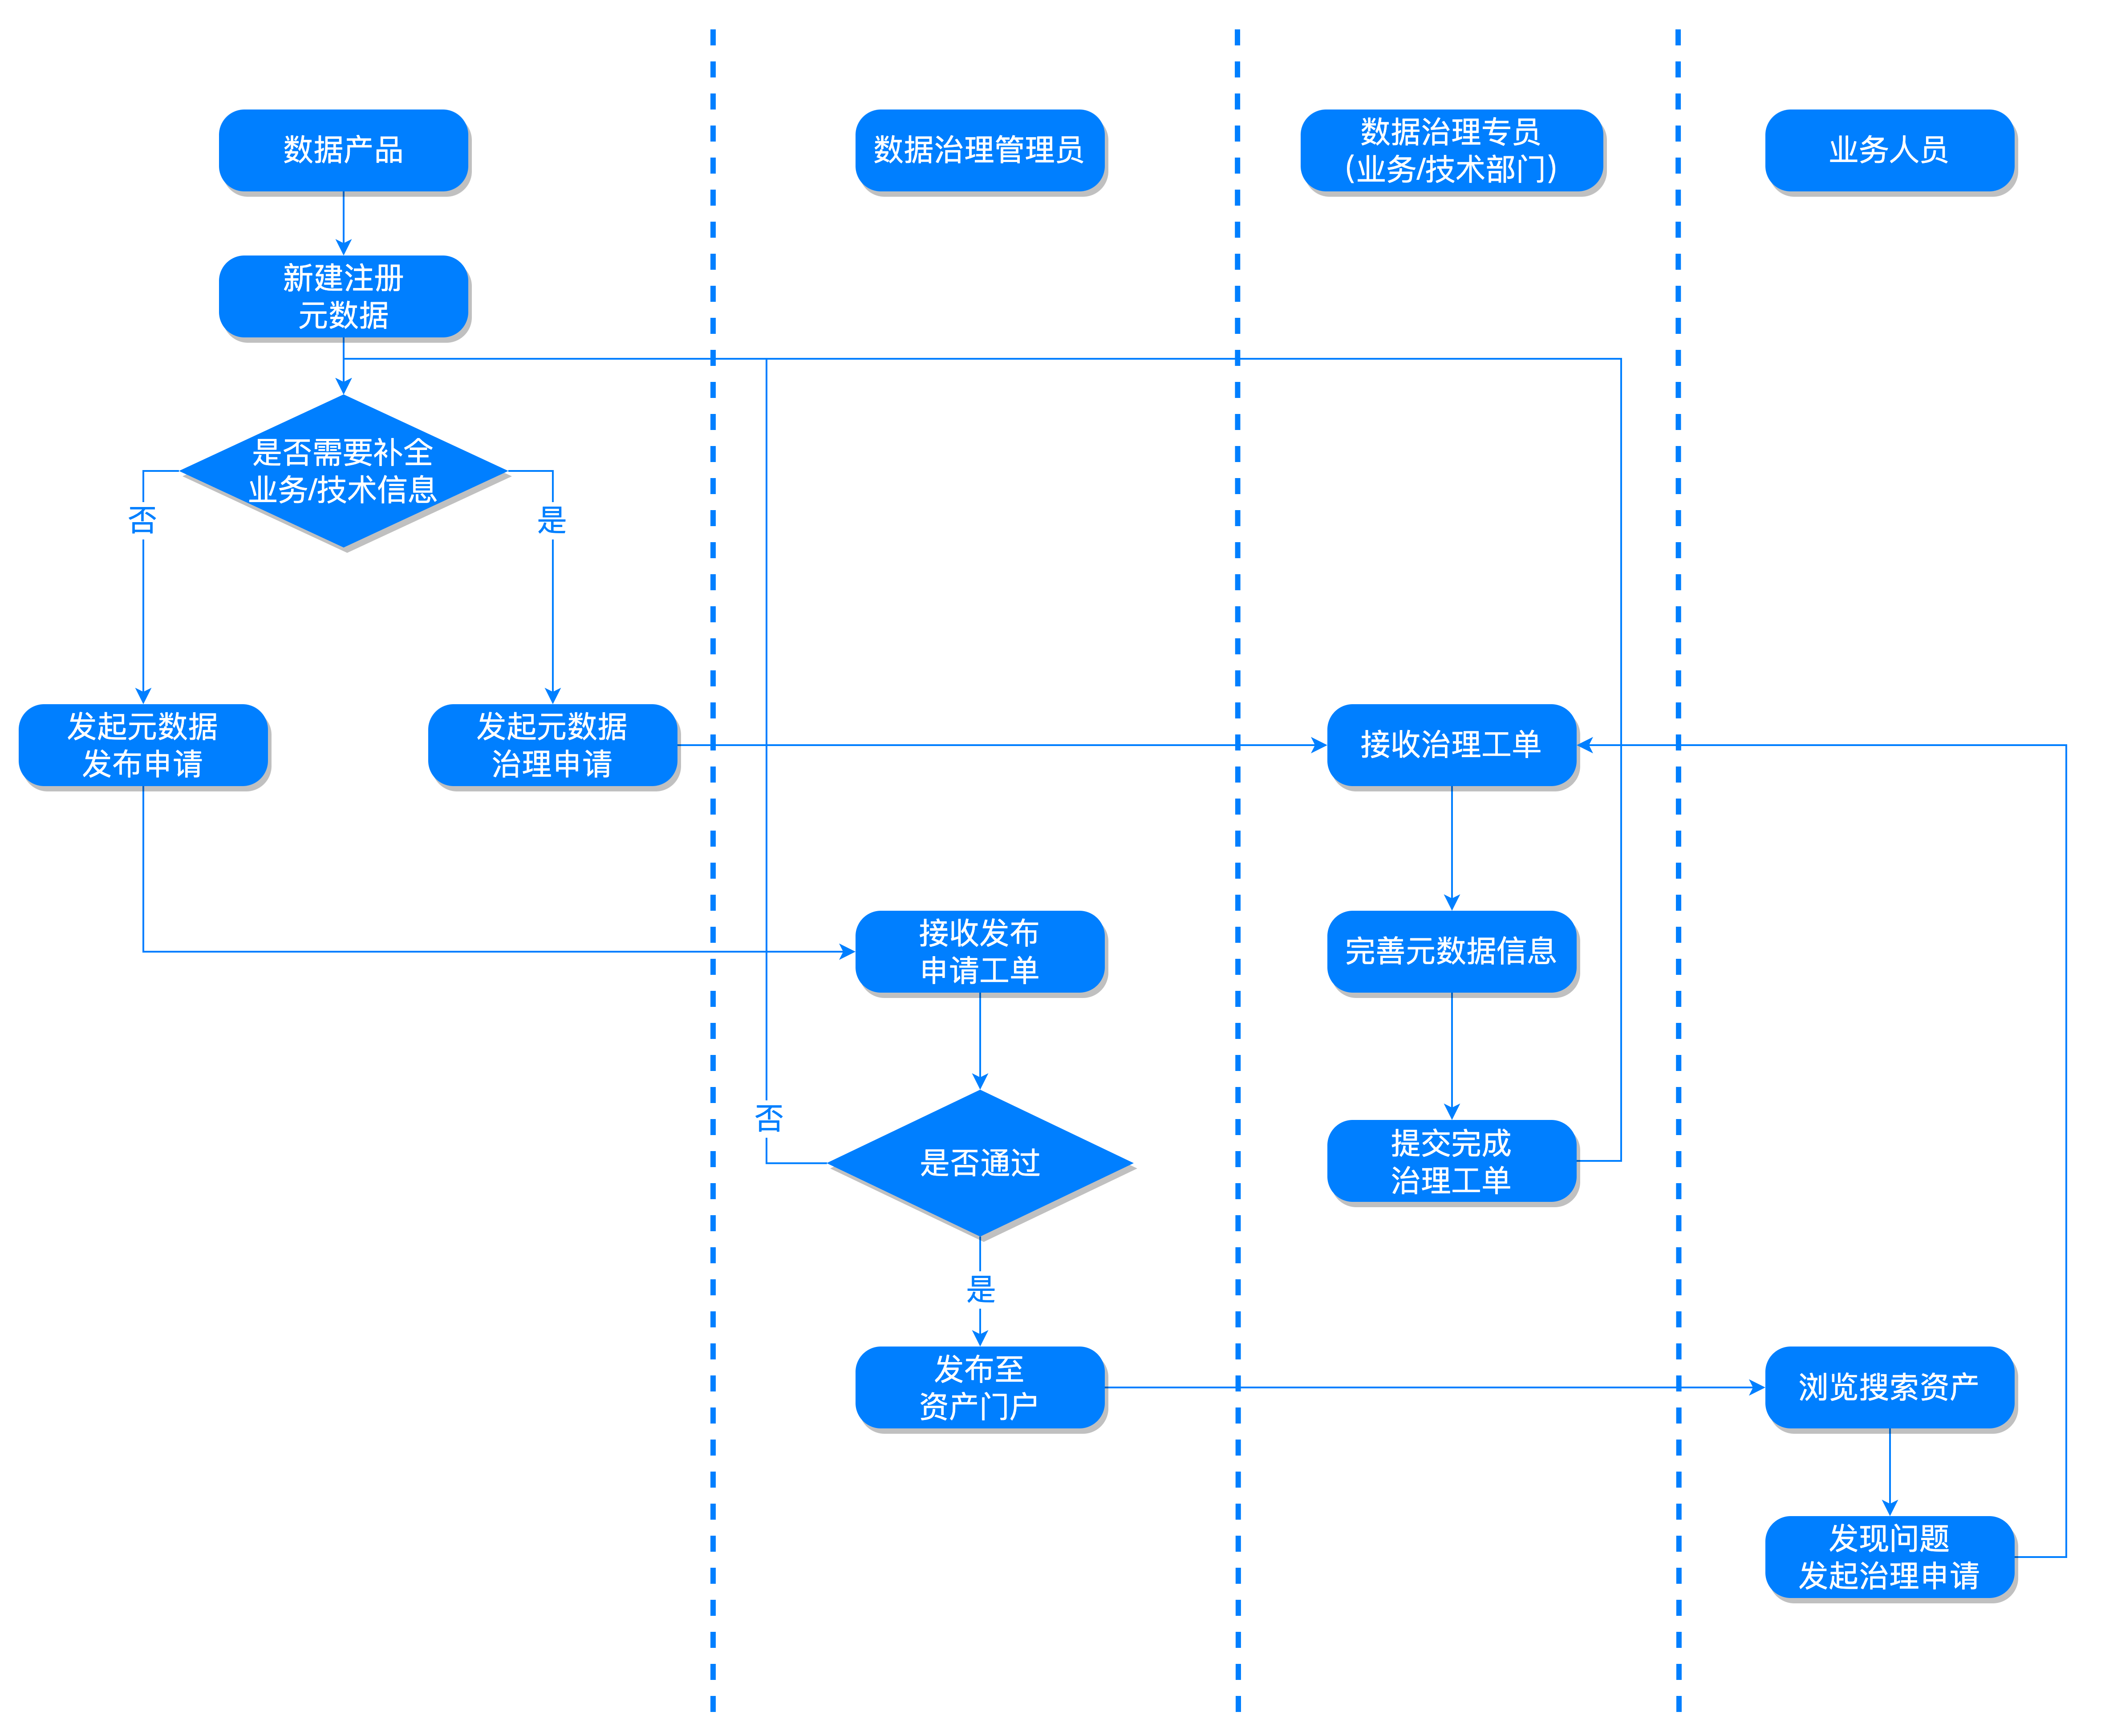 数据产品
数据治理管理员
数据治理专员
(业务/技术部门)
业务人员
新建注册
元数据
是否需要补全
业务/技术信息
否
是
发起元数据
发布申请
发起元数据
治理申请
接收治理工单
接收发布
申请工单
完善元数据信息
否
是否通过
提交完成
治理工单
是
发布至
资产门户
浏览搜索资产
发现问题
发起治理申请